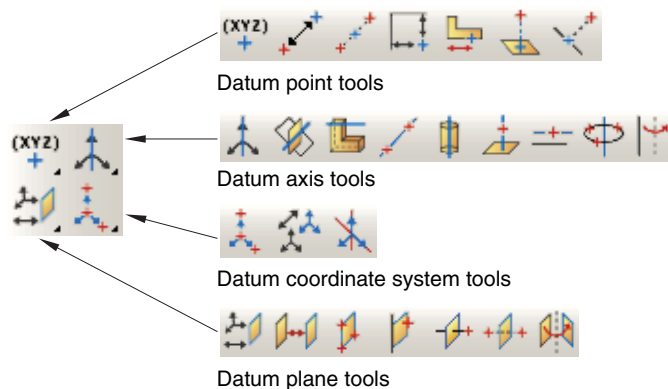 (XYZ)
Datum point tools
(XYZ)
Datum axis tools
Datum coordinate system tools
Datum plane tools